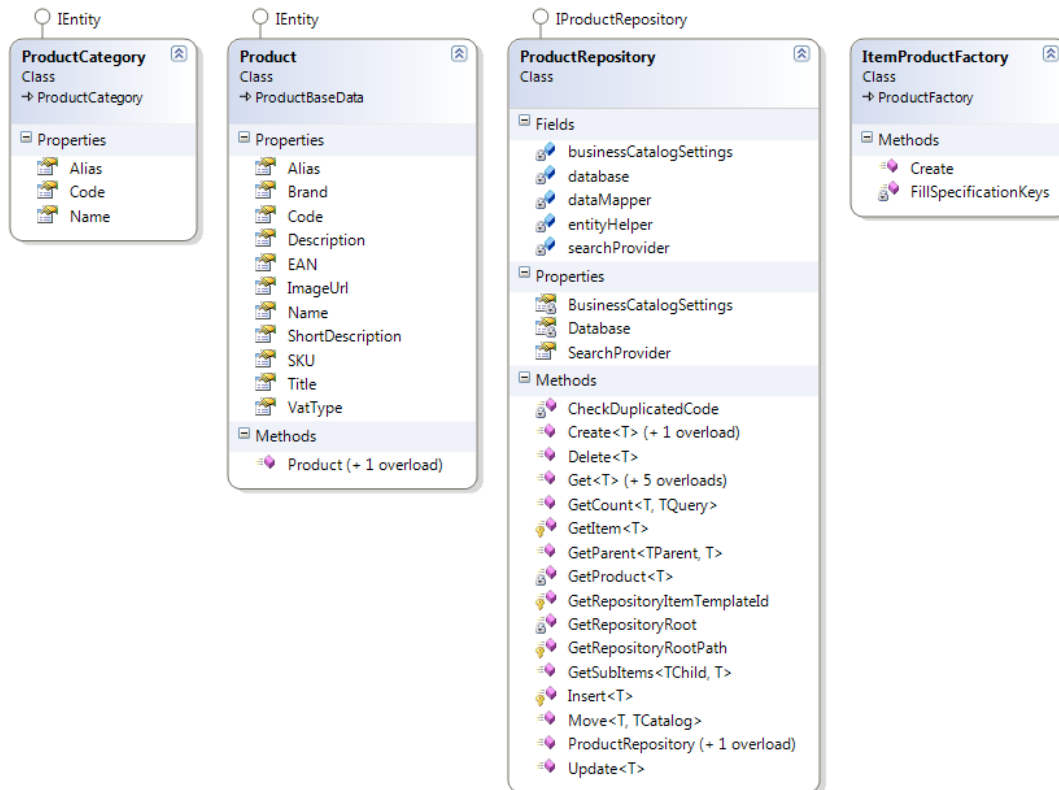 IEntity
ProductCategory
Class
ProductCategory
Properties
Alias
Code
Name
IEntity
Product
Class
ProductBaseData
Properties
Alias
Brand
Code
Description
EAN
ImageUrl
Name
ShortDescription
SKU
Title
VatType
Methods
Product (+ 1 overload)
IProductRepository
ProductRepository
Class
Fields
businessCatalogSettings
database
dataMapper
entityHelper
searchProvider
Properties
BusinessCatalogSettings
Database
SearchProvider
Methods
CheckDuplicatedCode
Create<T> (+ 1 overload)
Delete<T>
Get<T> (+ 5 overloads)
GetCount<T, TQuery>
GetItem<T>
GetParent<TParent, T>
GetProduct<T>
GetRepositoryItemTemplateId
GetRepositoryRoot
GetRepositoryRootPath
GetSubItems<TChild, T>
Insert<T>
Move<T, TCatalog>
ProductRepository (+ 1 overload)
Update<T>
ItemProductFactory
Class
ProductFactory
Methods
Create
FillSpecificationKeys